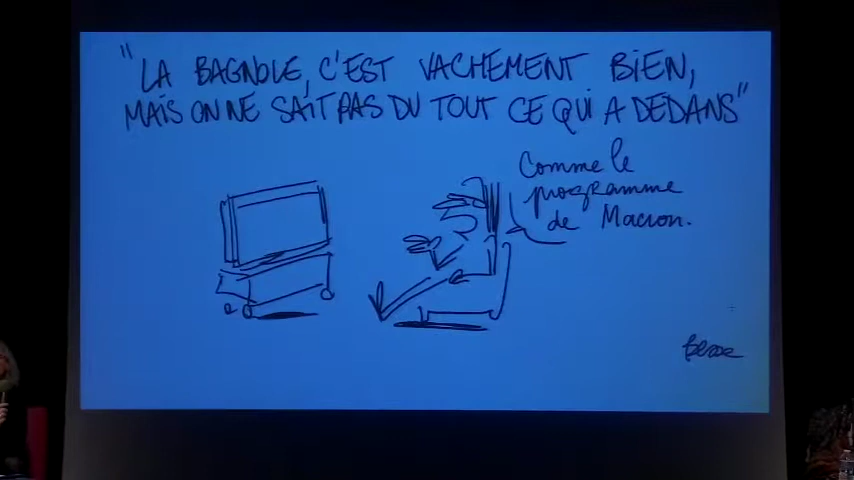 "LA BAGNOLE, C'EST VACHEMENT BIEN,
MAIS ON NE SAIT PAS DU TOUT CE QUI A DEDANS"
Comme le
programme
de Macron.